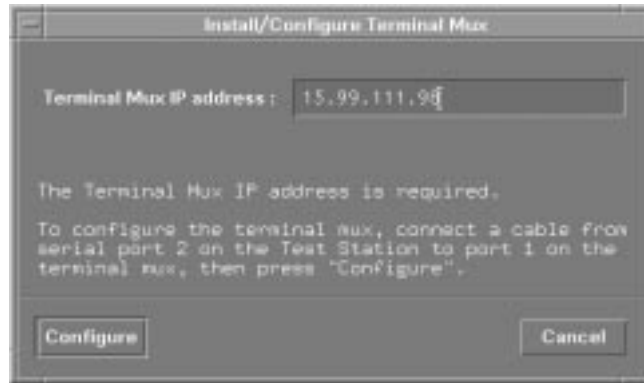 Install/Configure Terminal Mux
Terminal Mux IP address : 15.99.111.98
The Terminal Mux IP address is required.
To configure the terminal mux, connect a cable from
serial port 2 on the Test Station to port 1 on the
terminal mux, then press "Configure".
Configure
Cancel